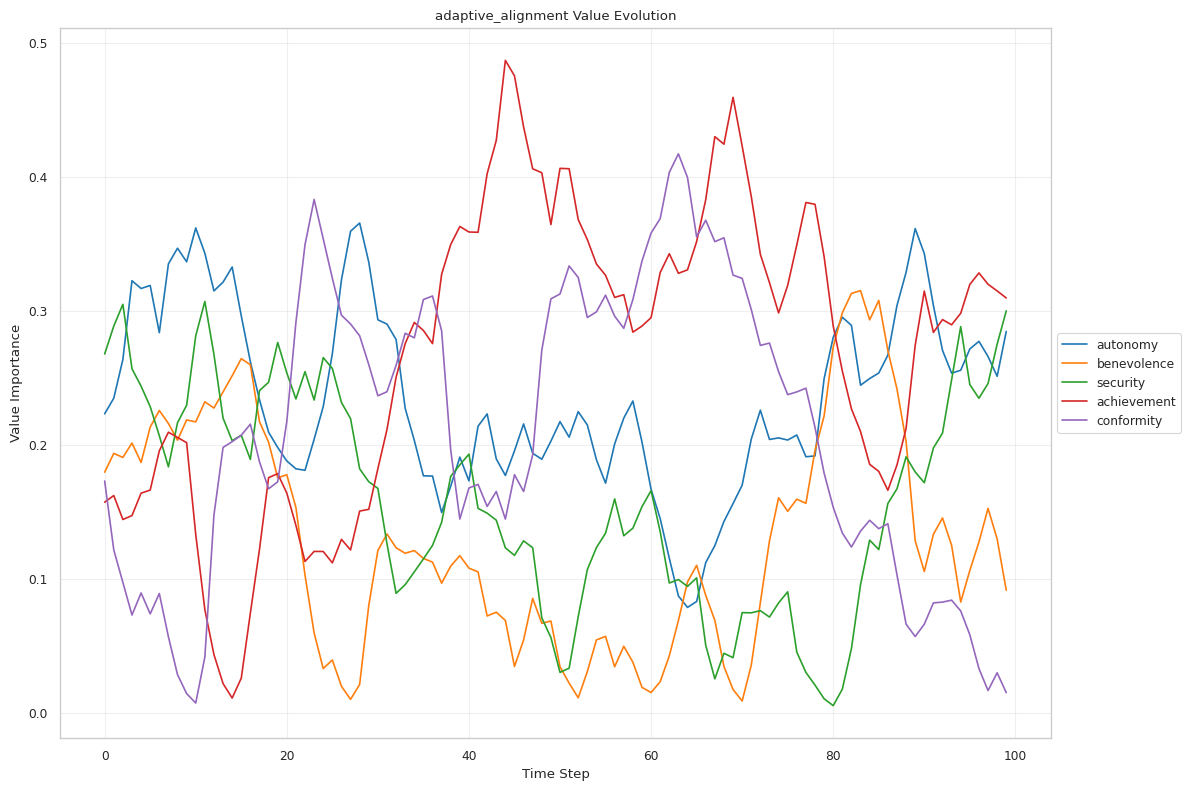 adaptive_alignment Value Evolution
Value Importance
0.5
0.4
0.3
0.2
0.1
0.0
0 20 40 60 80 100
Time Step
autonomy
benevolence
security
achievement
conformity